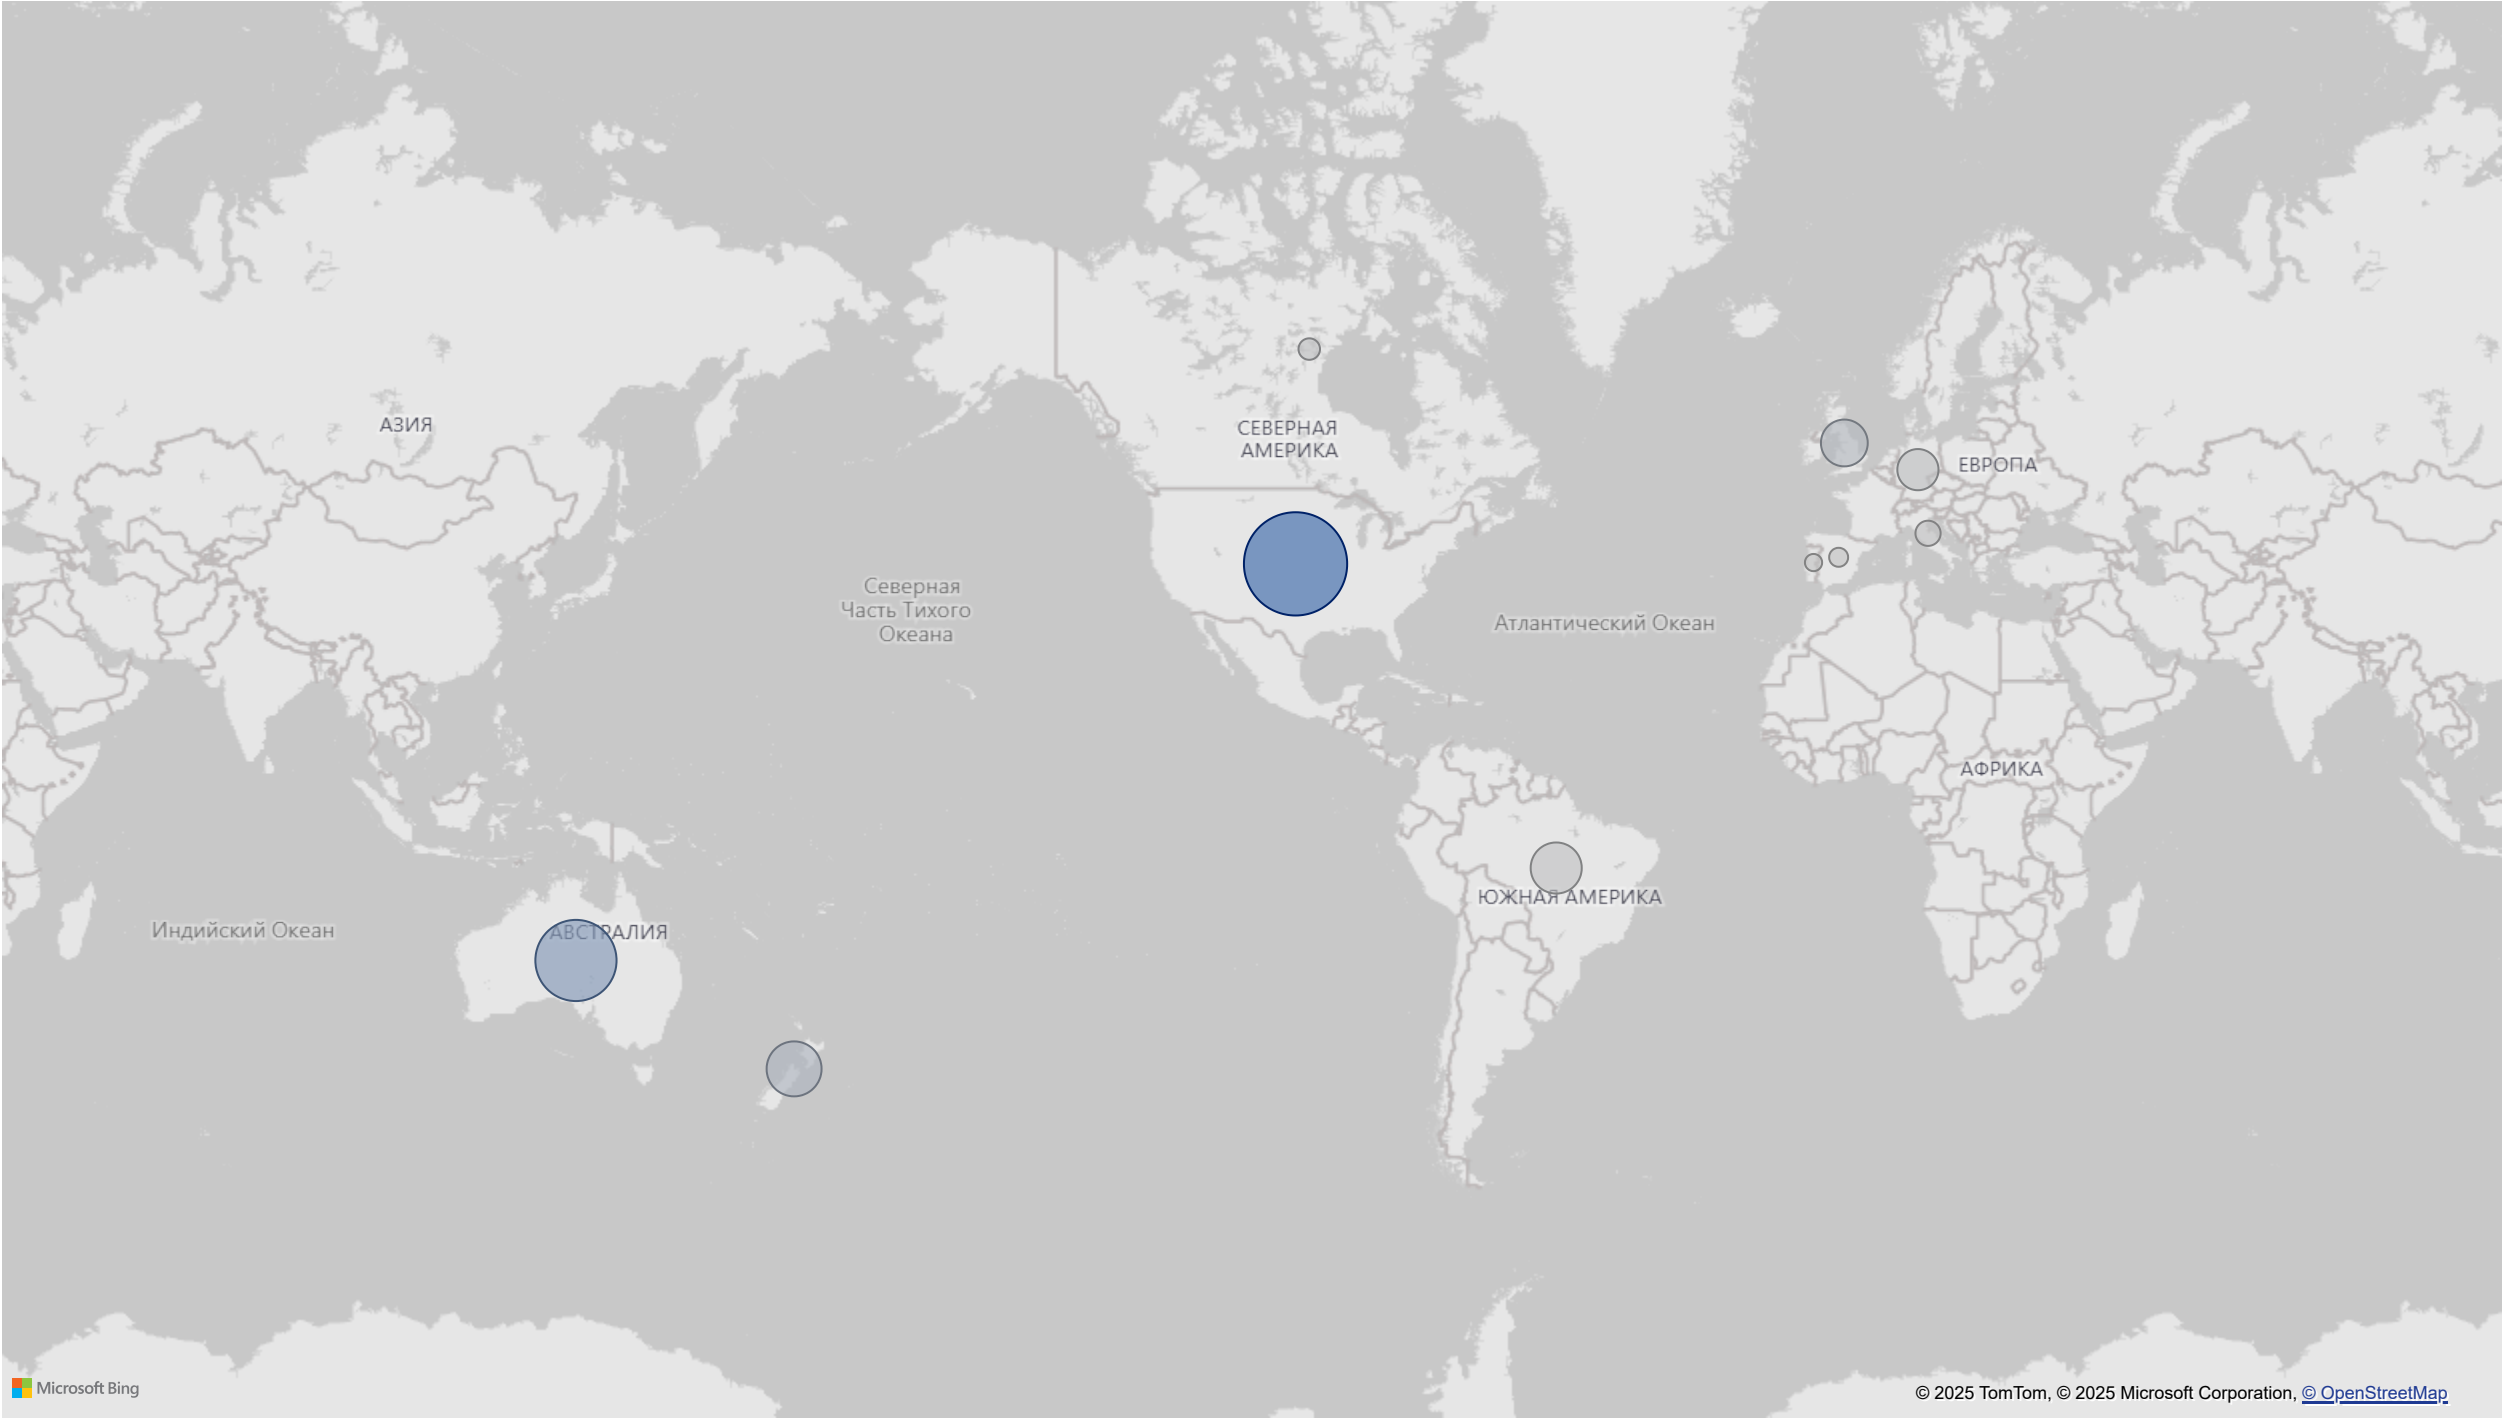 АЗИЯ
СЕВЕРНАЯ
АМЕРИКА
ЕВРОПА
Северная
Часть Тихого
Океана
Атлантический Океан
АФРИКА
ЮЖНАЯ АМЕРИКА
Индийский Океан
АВСТРАЛИЯ
Microsoft Bing
© 2025 TomTom, © 2025 Microsoft Corporation, © OpenStreetMap